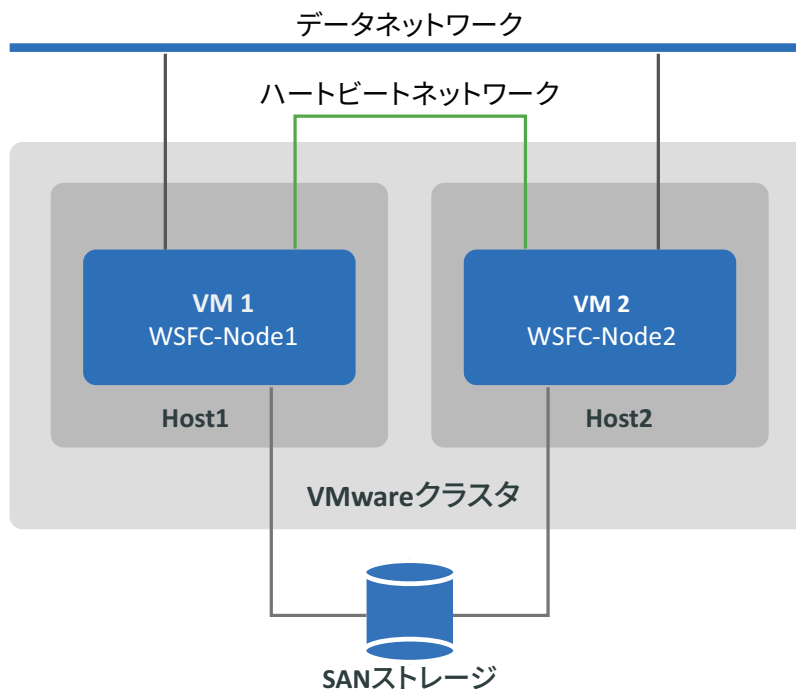 データネットワーク
ハートビートネットワーク
VM 1
WSFC-Node1
VM 2
WSFC-Node2
Host1
Host2
VMwareクラスタ
SANストレージ